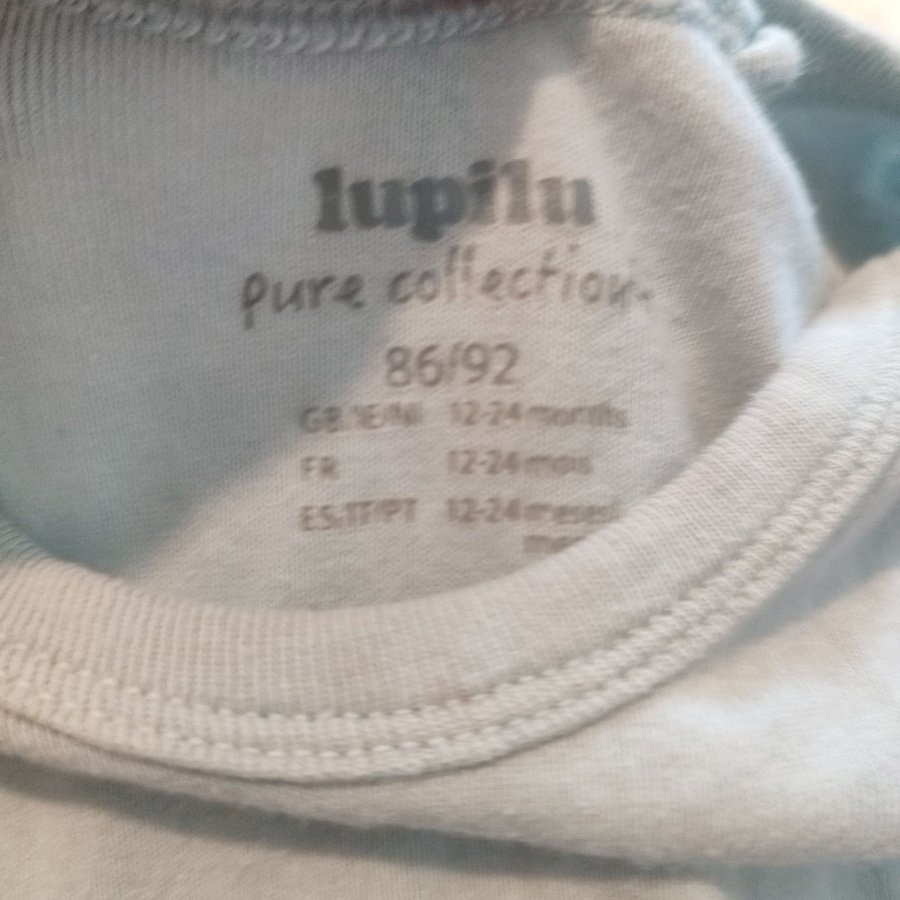 lupilu
pure collection
86/92
GB/IE/NI 12-24 months
FR 12-24 mois
ES/IT/PT 12-24 meses/